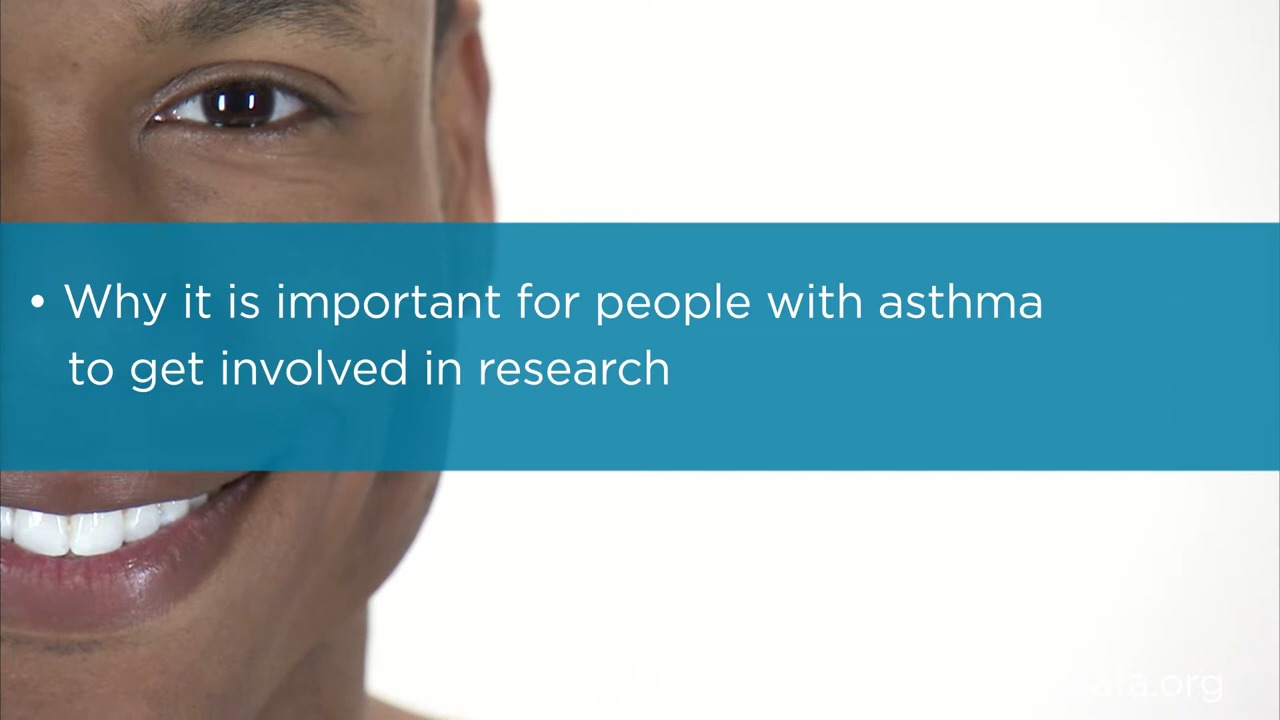 • Why it is important for people with asthma
to get involved in research